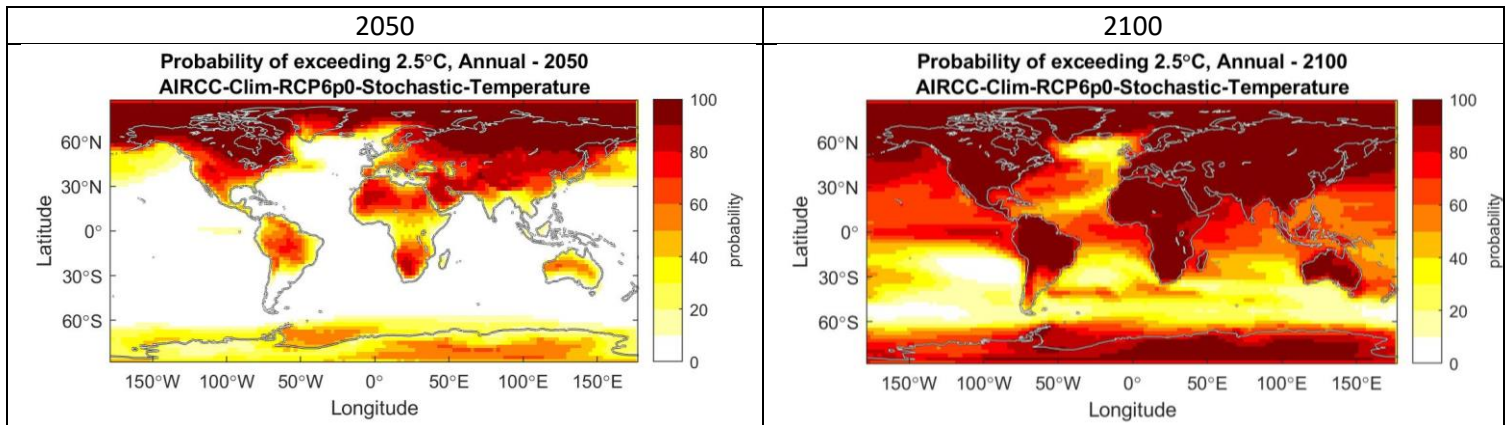 2050
Probability of exceeding 2.5°C, Annual - 2050
AIRCC-Clim-RCP6p0-Stochastic-Temperature
60°N
30°N
0°
30°S
60°S
Latitude
150°W 100°W 50°W 0° 50°E 100°E 150°E
Longitude
100
80
60
40
20
0
probability
2100
Probability of exceeding 2.5°C, Annual - 2100
AIRCC-Clim-RCP6p0-Stochastic-Temperature
60°N
30°N
0°
30°S
60°S
Latitude
150°W 100°W 50°W 0° 50°E 100°E 150°E
Longitude
100
80
60
40
20
0
probability